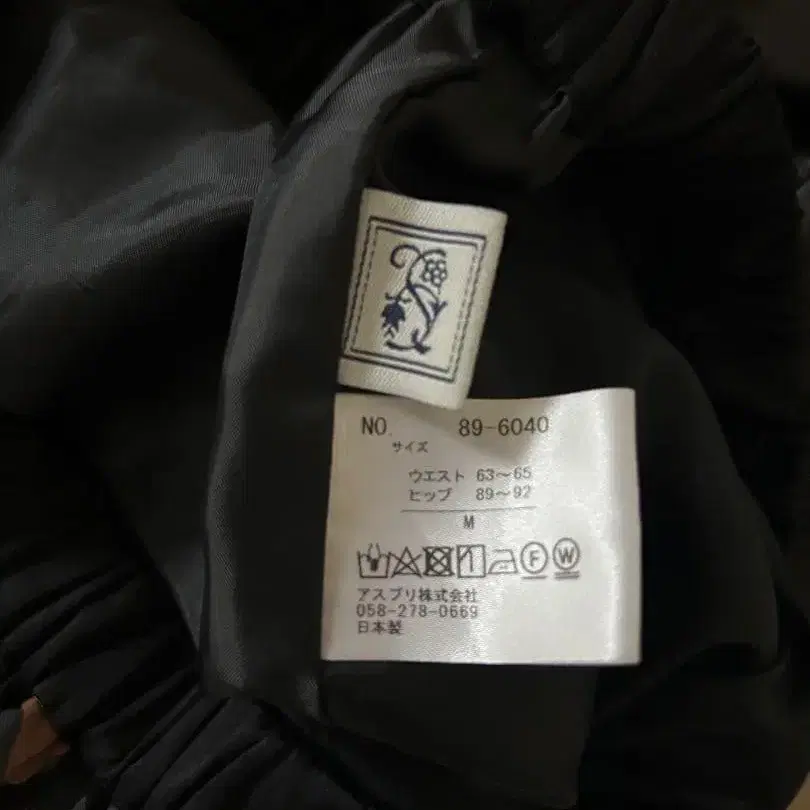 NO. 89-6040
サイズ
ウエスト 63〜65
ヒップ 89〜92
M
F W
アスプリ株式会社
058-278-0669
日本製